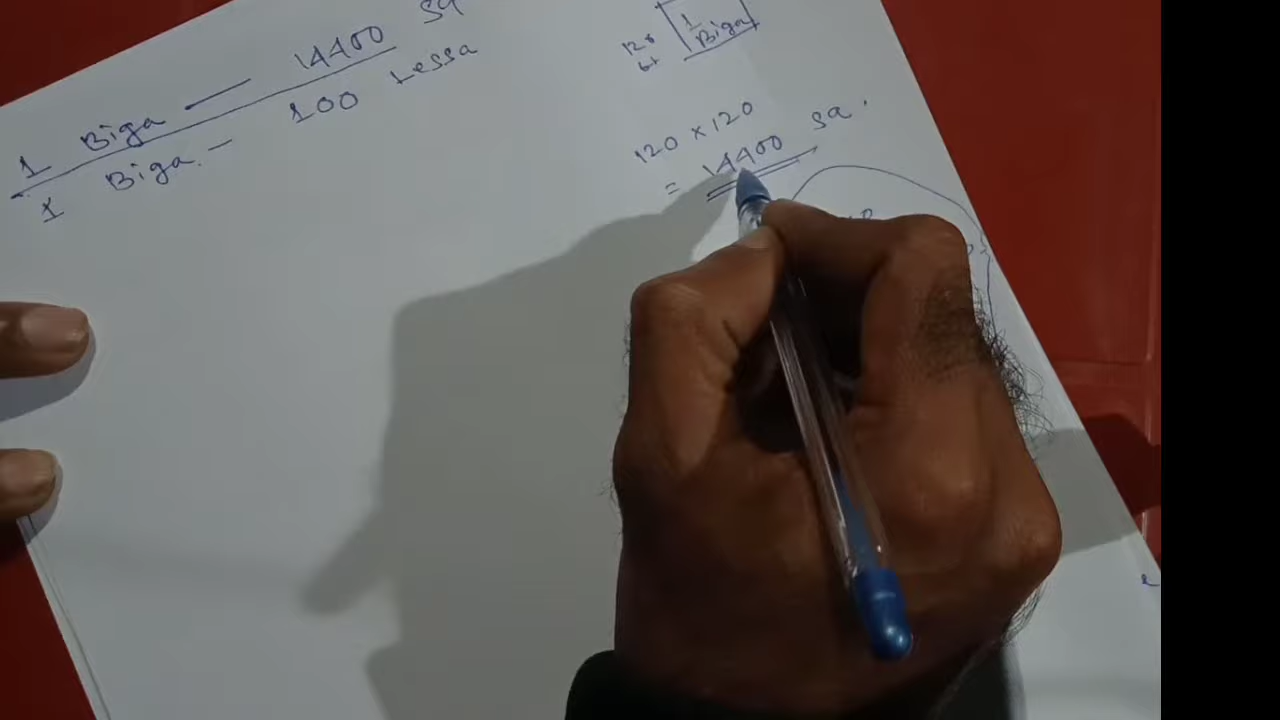 1 Biga — 14400 Sq
1 Biga. — 100 Lessa
1
Biga
120 × 120
= 14400 sq.